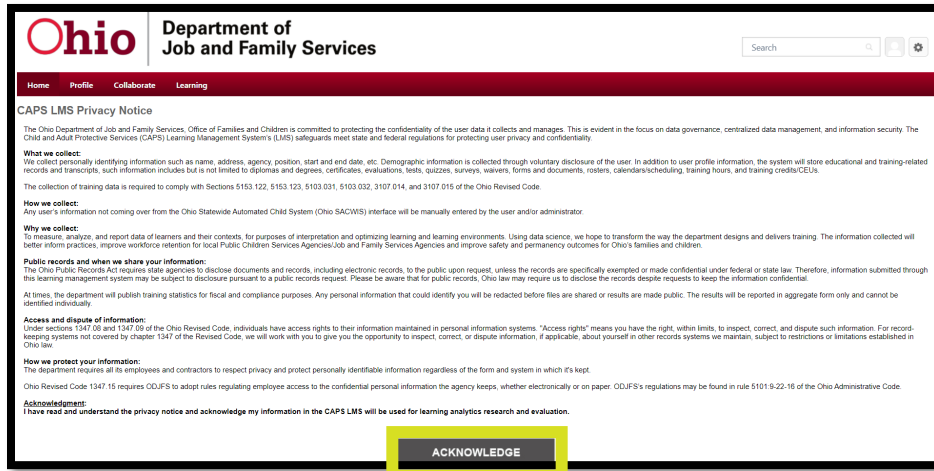 Ohio
Department of
Job and Family Services
Search
Home Profile Collaborate Learning
CAPS LMS Privacy Notice
The Ohio Department of Job and Family Services, Office of Families and Children is committed to protecting the confidentiality of the user data it collects and manages. This is evident in the focus on data governance, centralized data management, and information security. The
Child and Adult Protective Services (CAPS) Learning Management System's (LMS) safeguards meet state and federal regulations for protecting user privacy and confidentiality.
What we collect:
We collect personally identifying information such as name, address, agency, position, start and end date, etc. Demographic information is collected through voluntary disclosure of the user. In addition to user profile information, the system will store educational and training-related
records and transcripts, such information includes but is not limited to diplomas and degrees, certificates, evaluations, tests, quizzes, surveys, waivers, forms and documents, rosters, calendars/scheduling, training hours, and training credits/CEUs.
The collection of training data is required to comply with Sections 5153.122, 5153.123, 5103.031, 5103.032, 3107.014, and 3107.015 of the Ohio Revised Code.
How we collect:
Any user's information not coming over from the Ohio Statewide Automated Child System (Ohio SACWIS) interface will be manually entered by the user and/or administrator.
Why we collect:
To measure, analyze, and report data of learners and their contexts, for purposes of interpretation and optimizing learning and learning environments. Using data science, we hope to transform the way the department designs and delivers training. The information collected will
better inform practices, improve workforce retention for local Public Children Services Agencies/Job and Family Services Agencies and improve safety and permanency outcomes for Ohio's families and children.
Public records and when we share your information:
The Ohio Public Records Act requires state agencies to disclose documents and records, including electronic records, to the public upon request, unless the records are specifically exempted or made confidential under federal or state law. Therefore, information submitted through
this learning management system may be subject to disclosure pursuant to a public records request. Please be aware that for public records, Ohio law may require us to disclose the records despite requests to keep the information confidential.
At times, the department will publish training statistics for fiscal and compliance purposes. Any personal information that could identify you will be redacted before files are shared or results are made public. The results will be reported in aggregate form only and cannot be
identified individually.
Access and dispute of information:
Under sections 1347.08 and 1347.09 of the Ohio Revised Code, individuals have access rights to their information maintained in personal information systems. "Access rights" means you have the right, within limits, to inspect, correct, and dispute such information. For record-
keeping systems not covered by chapter 1347 of the Revised Code, we will work with you to give you the opportunity to inspect, correct, or dispute information, if applicable, about yourself in other records systems we maintain, subject to restrictions or limitations established in
Ohio law.
How we protect your information:
The department requires all its employees and contractors to respect privacy and protect personal identifiable information regardless of the form and system in which it's kept.
Ohio Revised Code 1347.15 requires ODJFS to adopt rules regulating employee access to the confidential personal information the agency keeps, whether electronically or on paper. ODJFS's regulations may be found in rule 5101:9-22-16 of the Ohio Administrative Code.
Acknowledgment:
I have read and understand the privacy notice and acknowledge my information in the CAPS LMS will be used for learning analytics research and evaluation.
ACKNOWLEDGE